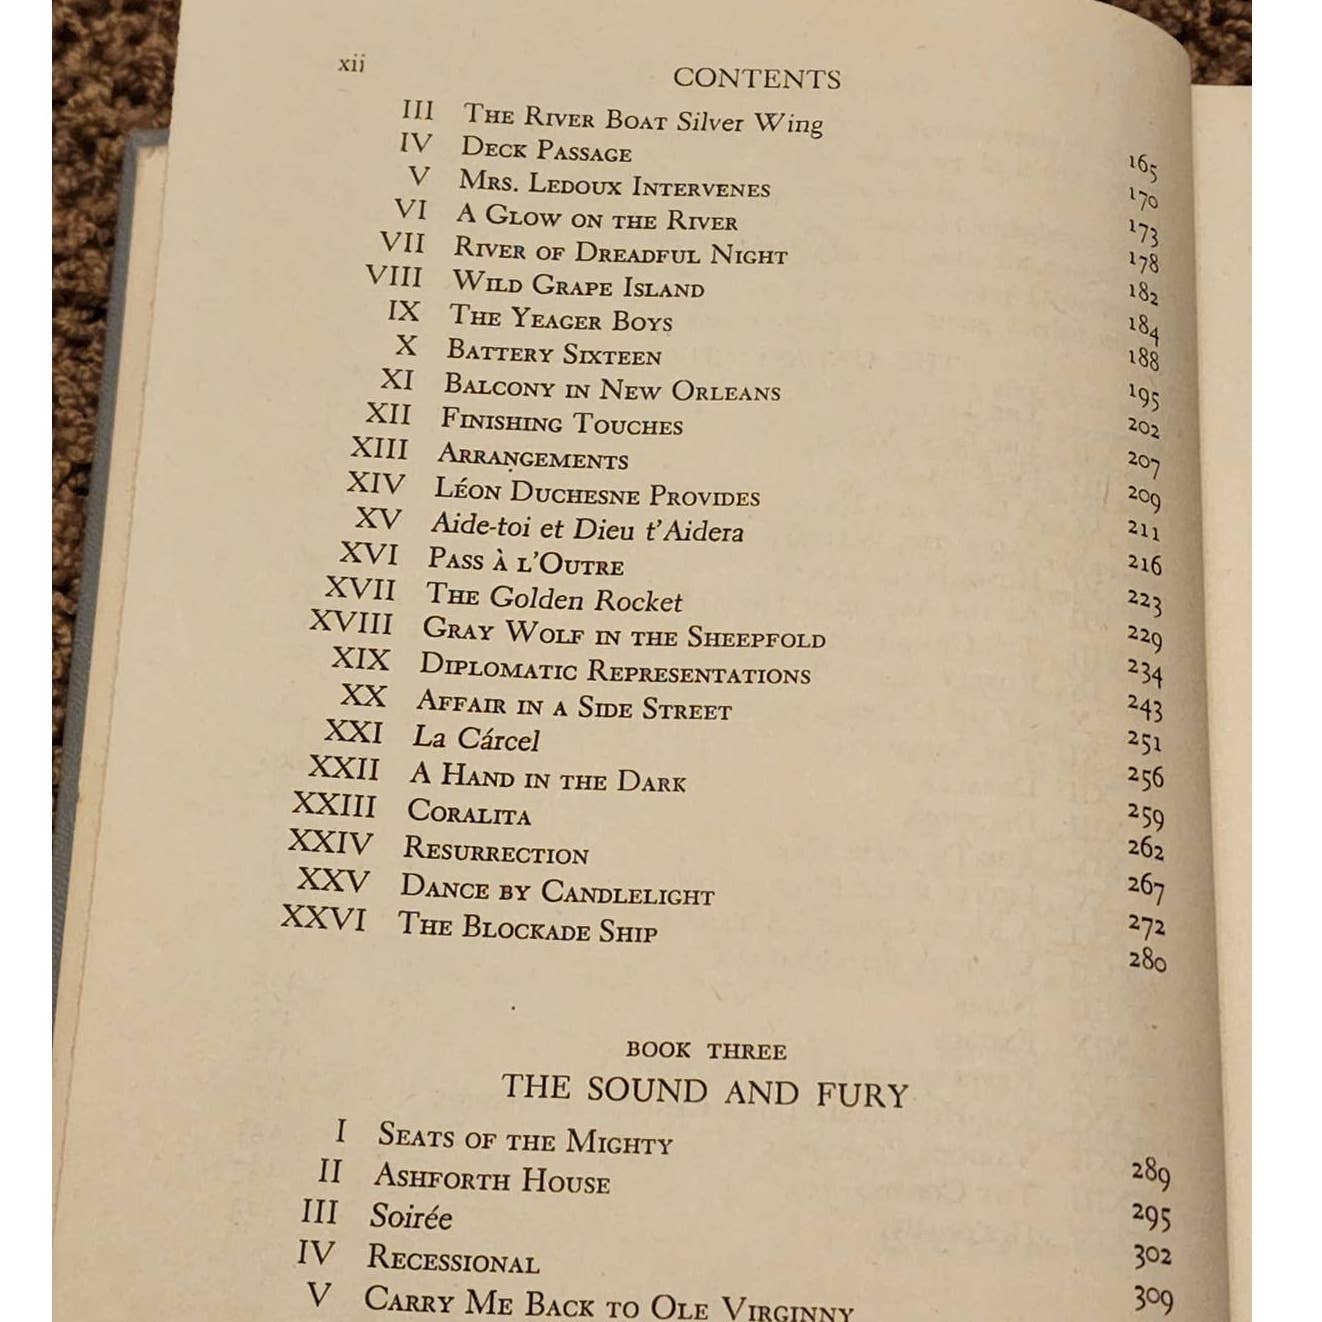 xii
CONTENTS
III THE RIVER BOAT Silver Wing 165
IV DECK PASSAGE 170
V MRS. LEDOUX INTERVENES 173
VI A GLOW ON THE RIVER 178
VII RIVER OF DREADFUL NIGHT 182
VIII WILD GRAPE ISLAND 184
IX THE YEAGER BOYS 188
X BATTERY SIXTEEN 195
XI BALCONY IN NEW ORLEANS 202
XII FINISHING TOUCHES 207
XIII ARRANGEMENTS 209
XIV LÉON DUCHESNE PROVIDES 211
XV Aide-toi et Dieu t'Aidera 216
XVI PASS À L'OUTRE 223
XVII THE Golden Rocket 229
XVIII GRAY WOLF IN THE SHEEPFOLD 234
XIX DIPLOMATIC REPRESENTATIONS 243
XX AFFAIR IN A SIDE STREET 251
XXI La Cárcel 256
XXII A HAND IN THE DARK 259
XXIII CORALITA 262
XXIV RESURRECTION 267
XXV DANCE BY CANDLELIGHT 272
XXVI THE BLOCKADE SHIP 280
BOOK THREE
THE SOUND AND FURY
I SEATS OF THE MIGHTY 289
II ASHFORTH HOUSE 295
III Soirée 302
IV RECESSIONAL 309
V CARRY ME BACK TO OLE VIRGINNY